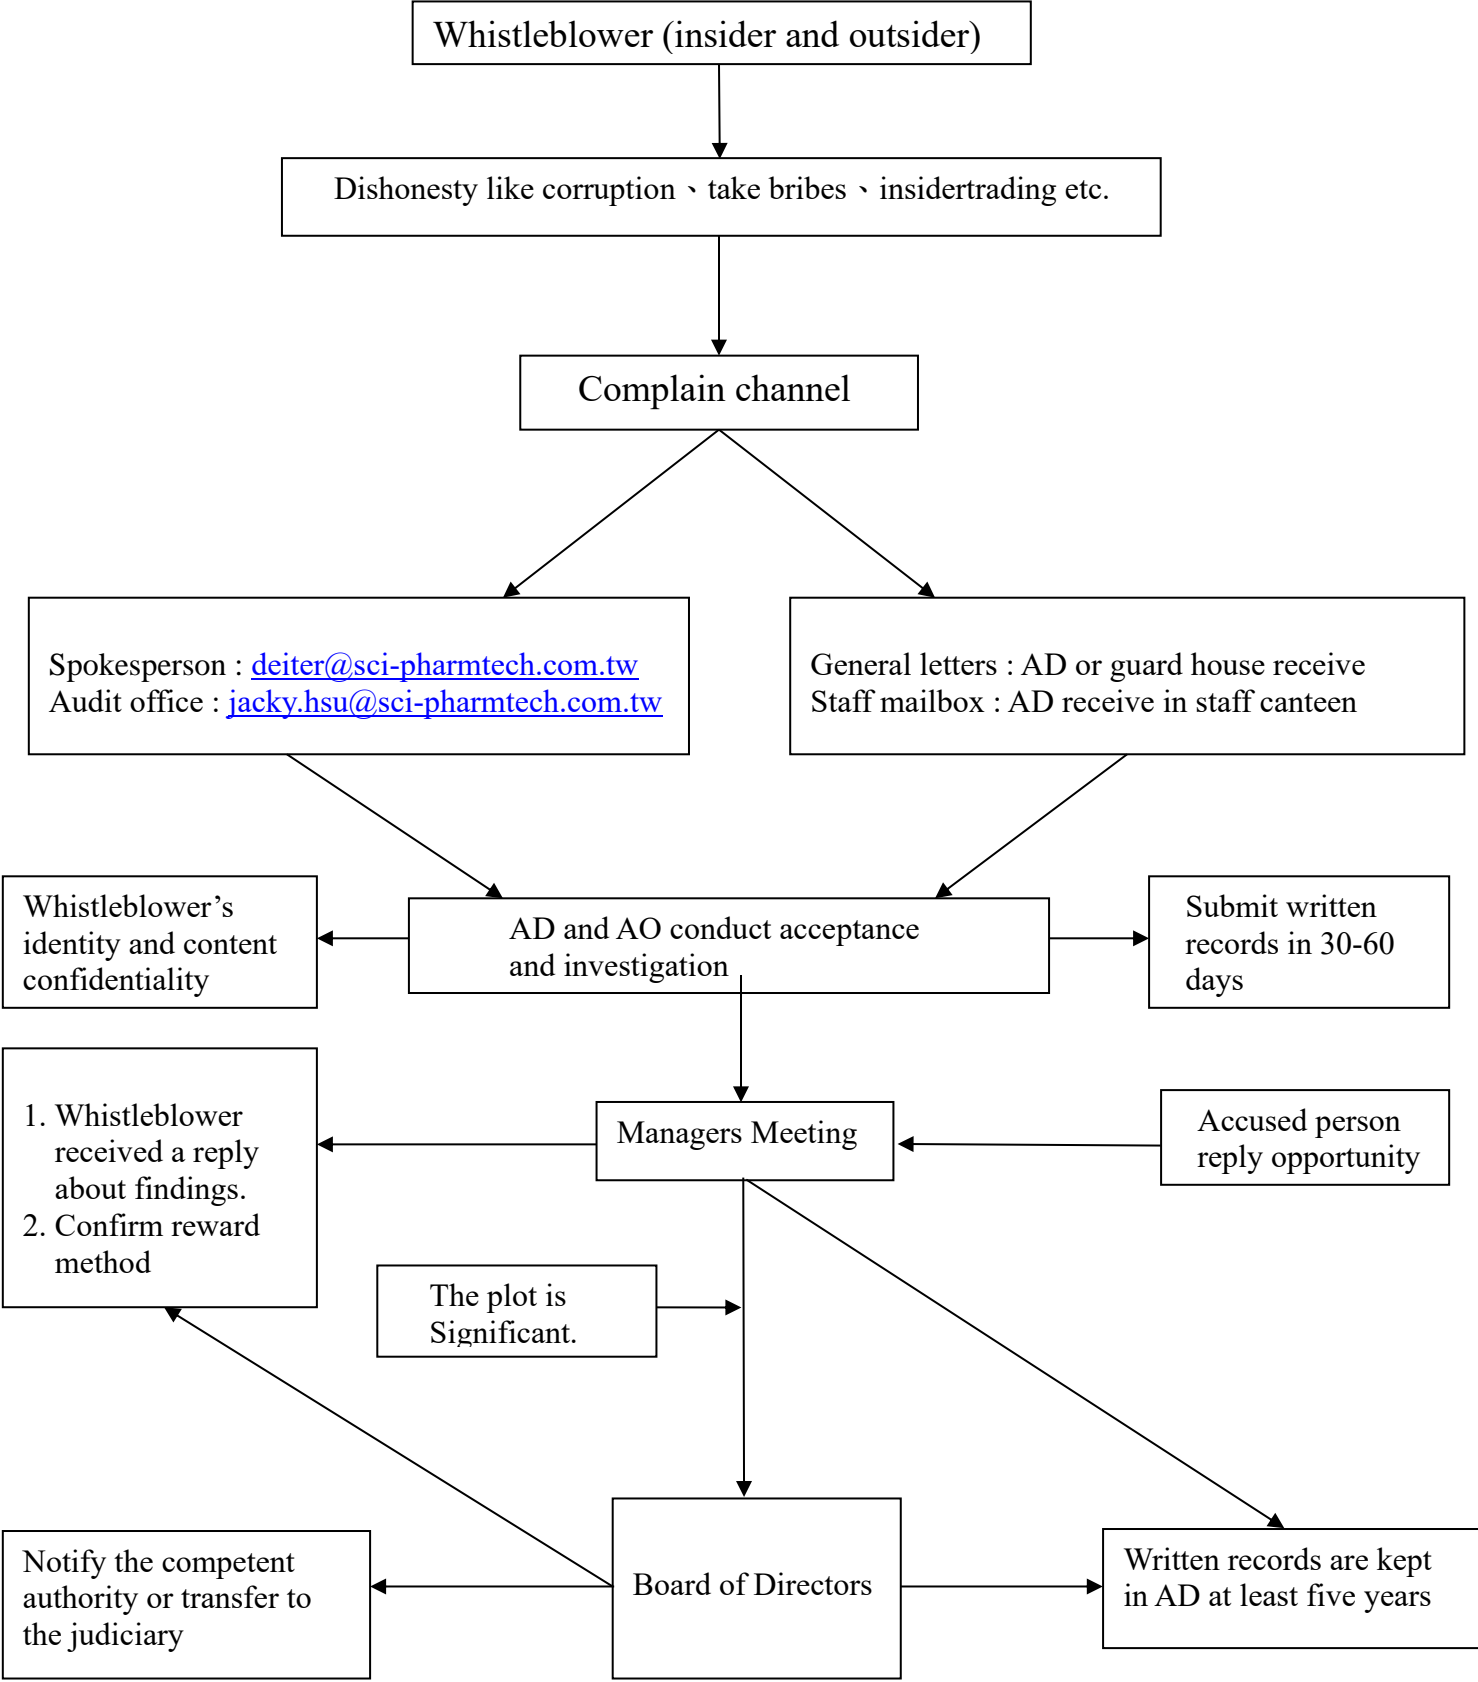 Whistleblower (insider and outsider)
Dishonesty like corruption、take bribes、insidertrading etc.
Complain channel
Spokesperson : deiter@sci-pharmtech.com.tw
Audit office : jacky.hsu@sci-pharmtech.com.tw
General letters : AD or guard house receive
Staff mailbox : AD receive in staff canteen
Whistleblower’s
identity and content
confidentiality
AD and AO conduct acceptance
and investigation
Submit written
records in 30-60
days
1. Whistleblower
received a reply
about findings.
2. Confirm reward
method
Managers Meeting
Accused person
reply opportunity
The plot is
Significant.
Notify the competent
authority or transfer to
the judiciary
Board of Directors
Written records are kept
in AD at least five years